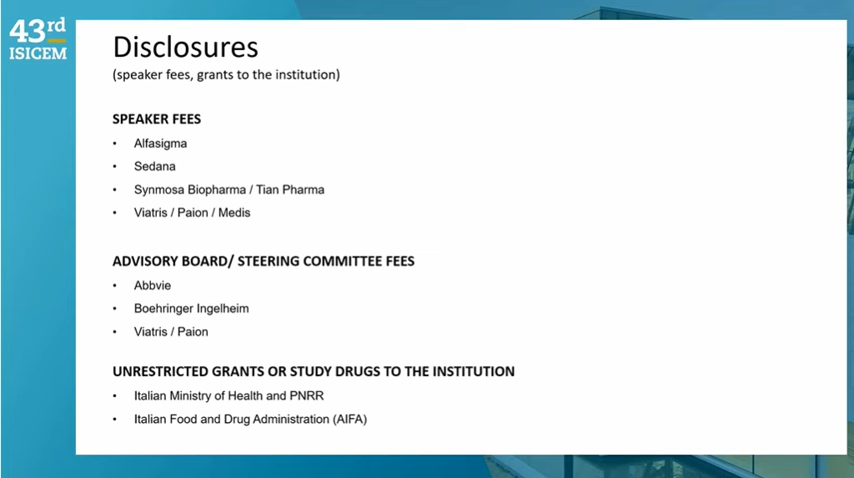 43rd
ISICEM
Disclosures
(speaker fees, grants to the institution)
SPEAKER FEES
• Alfasigma
• Sedana
• Synmosa Biopharma / Tian Pharma
• Viatris / Paion / Medis
ADVISORY BOARD/ STEERING COMMITTEE FEES
• Abbvie
• Boehringer Ingelheim
• Viatris / Paion
UNRESTRICTED GRANTS OR STUDY DRUGS TO THE INSTITUTION
• Italian Ministry of Health and PNRR
• Italian Food and Drug Administration (AIFA)